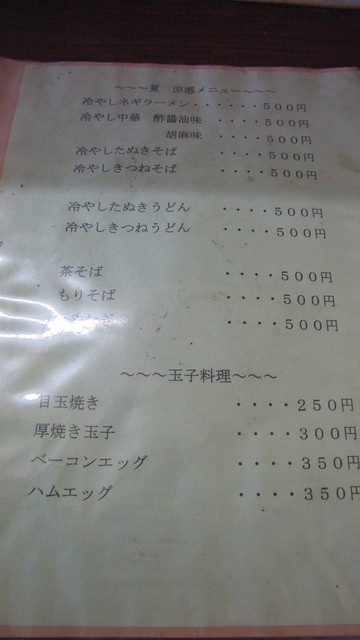 ～～～夏　涼感メニュー～～～
冷やしネギラーメン・・・・・・５００円
冷やし中華　酢醤油味　・・・・５００円
胡麻味　・・・・５００円
冷やしたぬきそば　・・・・５００円
冷やしきつねそば　・・・・５００円
冷やしたぬきうどん　・・・・５００円
冷やしきつねうどん　・・・・５００円
茶そば　・・・・５００円
もりそば　・・・・５００円
・・・・５００円
～～～玉子料理～～～
目玉焼き　・・・・２５０円
厚焼き玉子　・・・・３００円
ベーコンエッグ　・・・・３５０円
ハムエッグ　・・・・３５０円